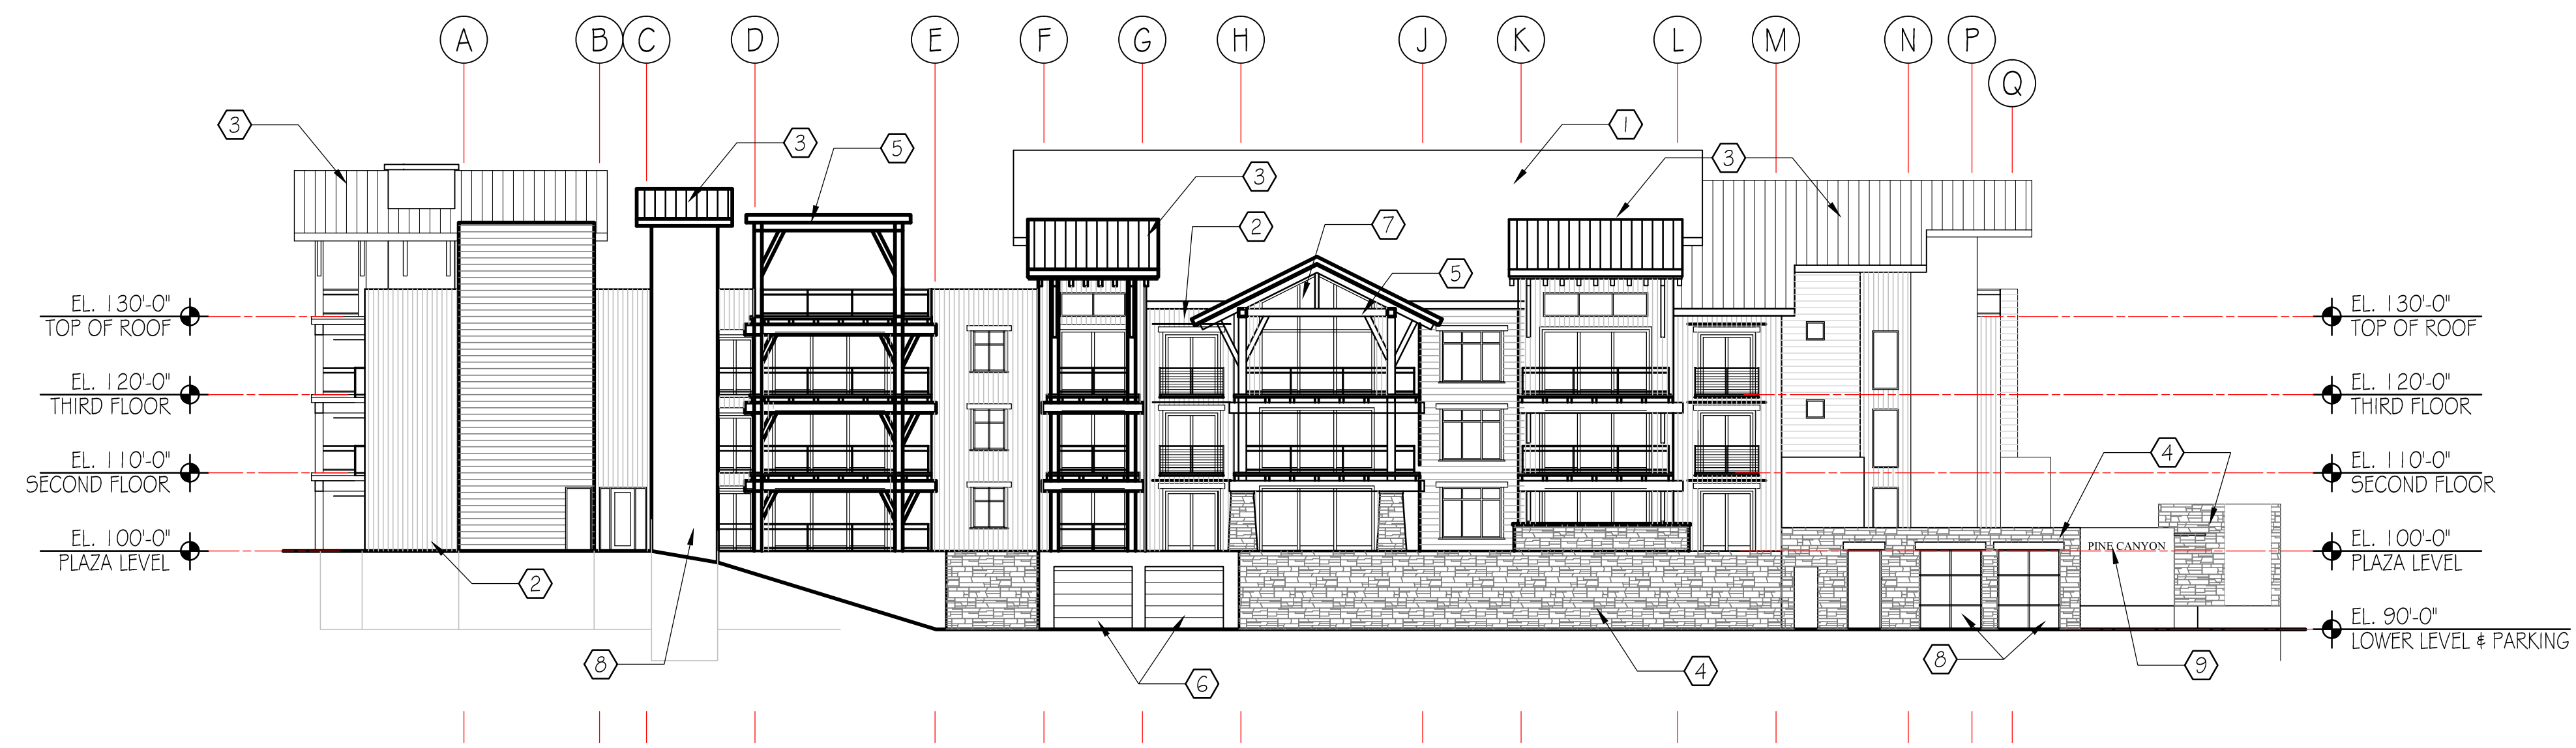 A
B
C
D
E
F
G
H
J
K
L
M
N
P
Q
3
3
5
3
1
3
2
7
5
EL. 130'-0"
TOP OF ROOF
EL. 120'-0"
THIRD FLOOR
EL. 110'-0"
SECOND FLOOR
EL. 100'-0"
PLAZA LEVEL
EL. 130'-0"
TOP OF ROOF
EL. 120'-0"
THIRD FLOOR
4
EL. 110'-0"
SECOND FLOOR
PINE CANYON
EL. 100'-0"
PLAZA LEVEL
EL. 90'-0"
LOWER LEVEL & PARKING
2
8
6
4
8
9